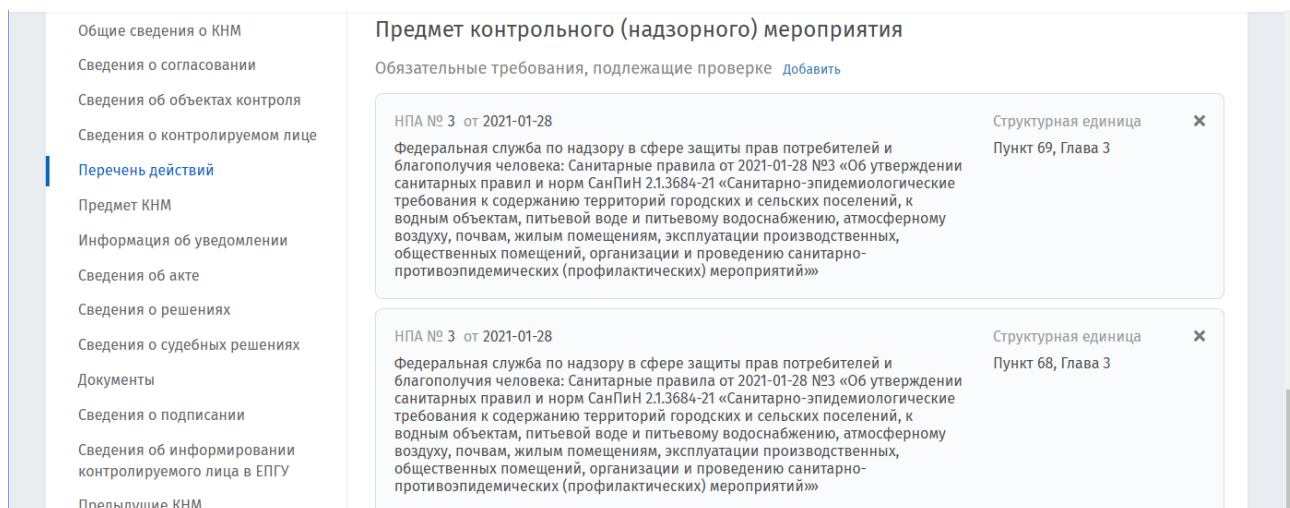 Общие сведения о КНМ
Сведения о согласовании
Сведения об объектах контроля
Сведения о контролируемом лице
Перечень действий
Предмет КНМ
Информация об уведомлении
Сведения об акте
Сведения о решениях
Сведения о судебных решениях
Документы
Сведения о подписании
Сведения об информировании
контролируемого лица в ЕПГУ
Предыдущие КНМ
Предмет контрольного (надзорного) мероприятия
Обязательные требования, подлежащие проверке Добавить
НПА № 3 от 2021-01-28
Федеральная служба по надзору в сфере защиты прав потребителей и
благополучия человека: Санитарные правила от 2021-01-28 №3 «Об утверждении
санитарных правил и норм СанПиН 2.1.3684-21 «Санитарно-эпидемиологические
требования к содержанию территорий городских и сельских поселений, к
водным объектам, питьевой воде и питьевому водоснабжению, атмосферному
воздуху, почвам, жилым помещениям, эксплуатации производственных,
общественных помещений, организации и проведению санитарно-
противоэпидемических (профилактических) мероприятий»»
Структурная единица
Пункт 69, Глава 3
НПА № 3 от 2021-01-28
Федеральная служба по надзору в сфере защиты прав потребителей и
благополучия человека: Санитарные правила от 2021-01-28 №3 «Об утверждении
санитарных правил и норм СанПиН 2.1.3684-21 «Санитарно-эпидемиологические
требования к содержанию территорий городских и сельских поселений, к
водным объектам, питьевой воде и питьевому водоснабжению, атмосферному
воздуху, почвам, жилым помещениям, эксплуатации производственных,
общественных помещений, организации и проведению санитарно-
противоэпидемических (профилактических) мероприятий»»
Структурная единица
Пункт 68, Глава 3